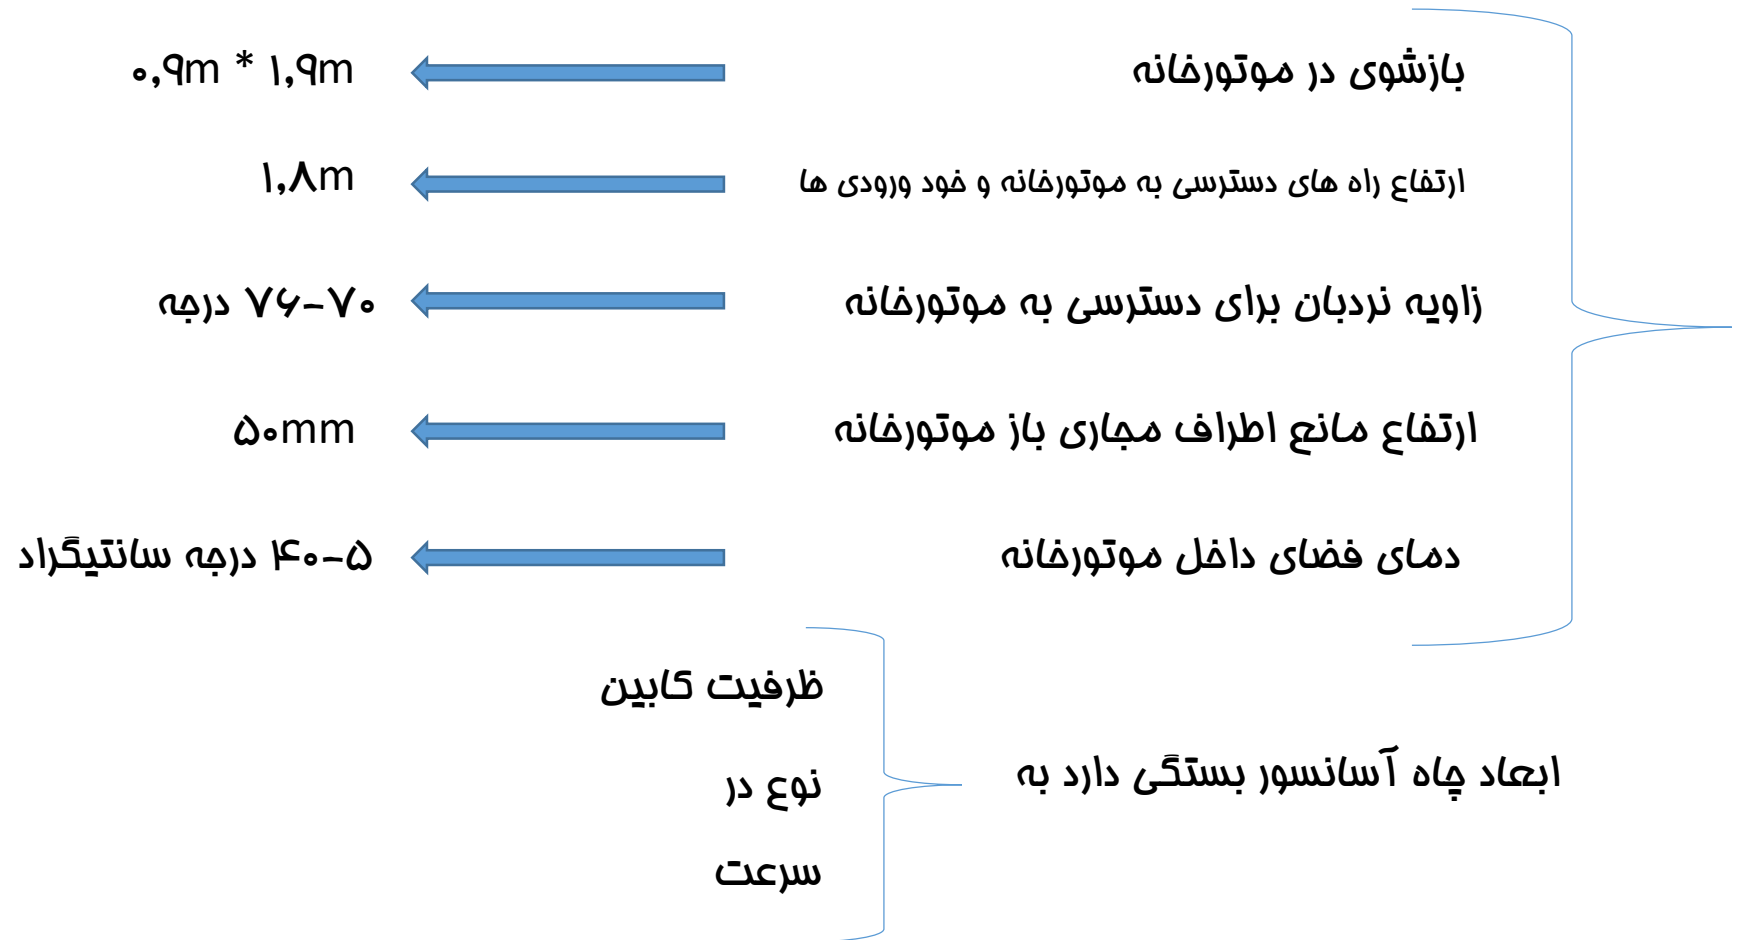 بازشوی در موتورخانه ۰,۹m * ۱,۹m
ارتفاع راه های دسترسی به موتورخانه و خود ورودی ها ۱,۸m
زاویه نردبان برای دسترسی به موتورخانه ۷۰-۷۶ درجه
ارتفاع مانع اطراف مجاری باز موتورخانه ۵۰mm
دمای فضای داخل موتورخانه ۵-۴۰ درجه سانتیگراد
ابعاد چاه آسانسور بستگی دارد به
ظرفیت کابین
نوع در
سرعت